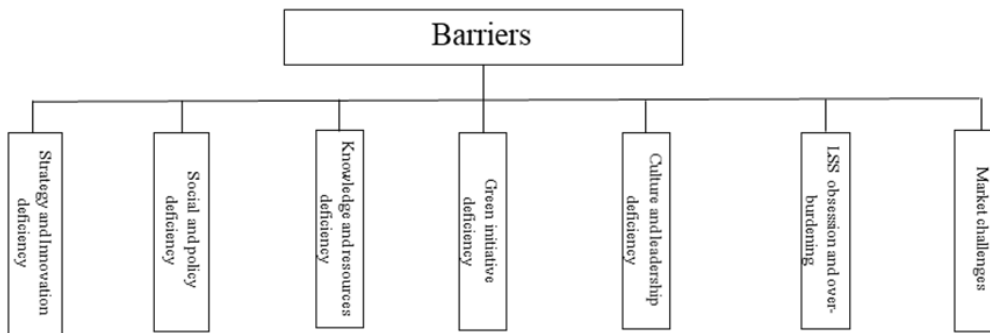 Barriers
Strategy and Innovation
deficiency
Social and policy
deficiency
Knowledge and resources
deficiency
Green initiative
deficiency
Culture and leadership
deficiency
LSS obsession and over-
burdening
Market challenges